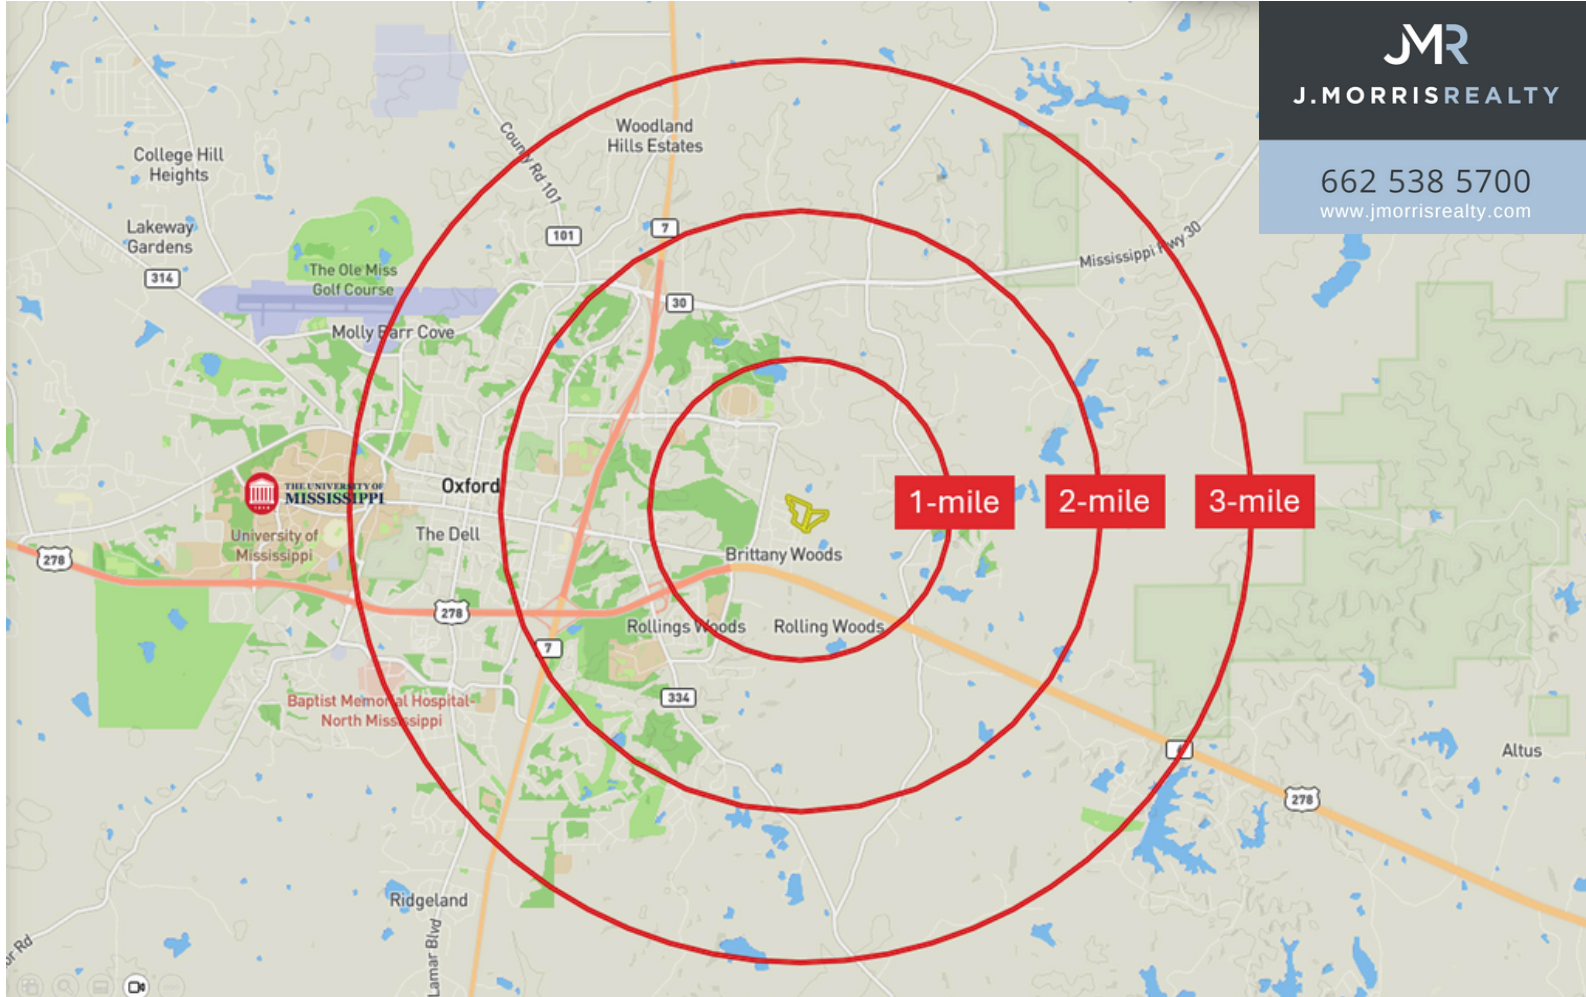 JMR
J.MORRISREALTY
662 538 5700
www.jmorrisrealty.com
Woodland
Hills Estates
County Rd 101
College Hill
Heights
Lakeway
Gardens
101
7
Mississippi Hwy 30
314
The Ole Miss
Golf Course
30
Molly Barr Cove
THE UNIVERSITY OF
MISSISSIPPI
1848
Oxford
1-mile
2-mile
3-mile
University of
Mississippi
The Dell
278
Brittany Woods
278
Rollings Woods
Rolling Woods
7
334
Baptist Memorial Hospital-
North Mississippi
Altus
278
Ridgeland
Lamar Blvd
or Rd